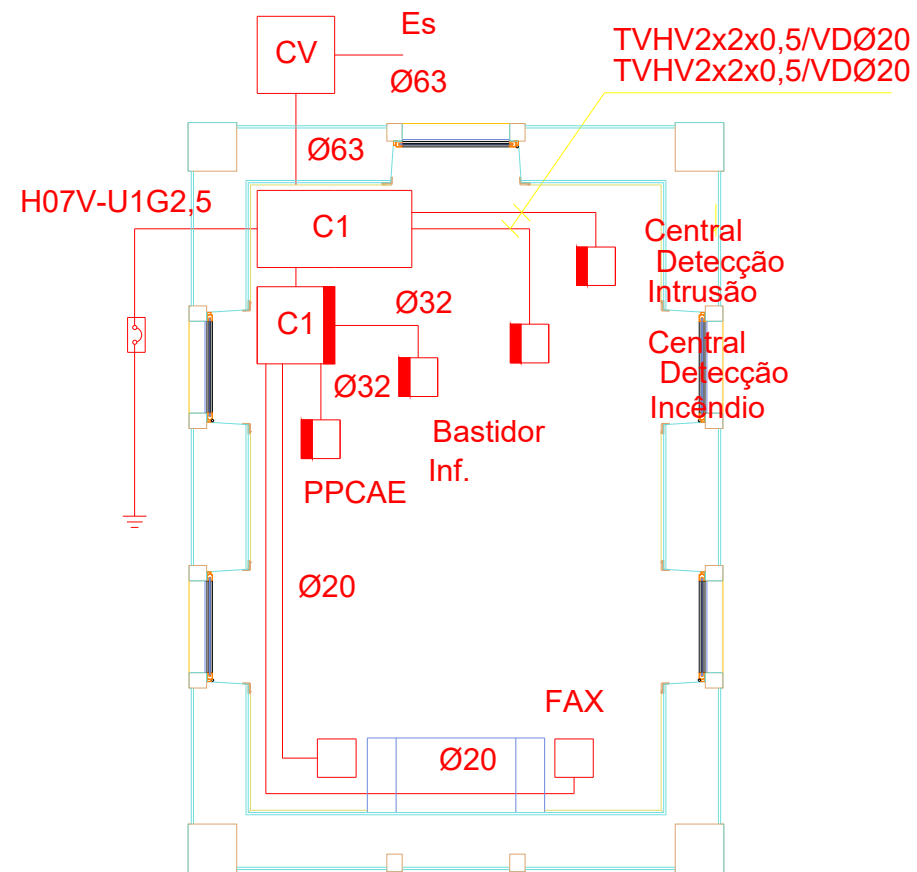 Es
CV
TVHV2x2x0,5/VDØ20
TVHV2x2x0,5/VDØ20
Ø63
Ø63
H07V-U1G2,5
C1
Central
Detecção
Intrusão
C1
Ø32
Central
Detecção
Incêndio
Ø32
Bastidor
Inf.
PPCAE
Ø20
FAX
Ø20